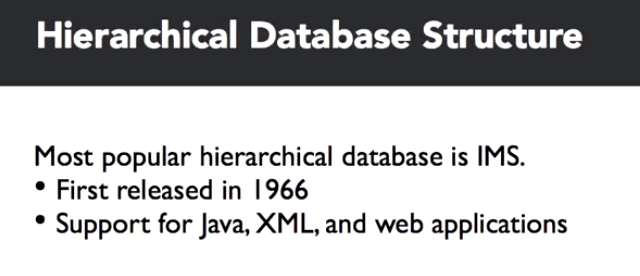 Hierarchical Database Structure
Most popular hierarchical database is IMS.
• First released in 1966
• Support for Java, XML, and web applications